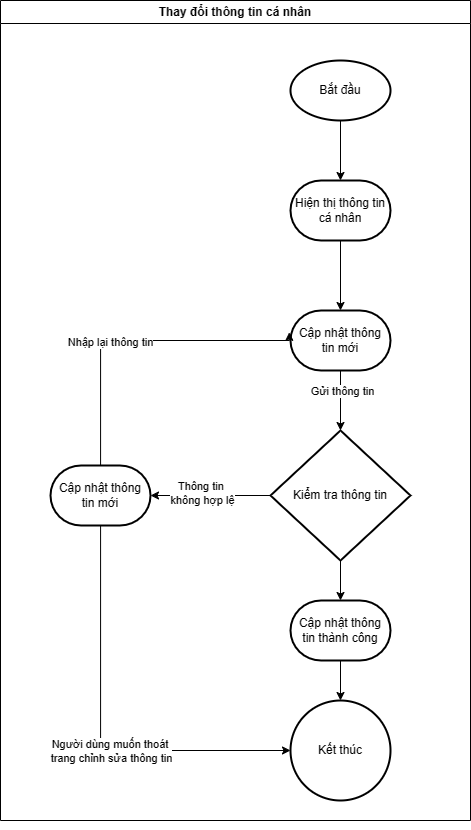 Thay đổi thông tin cá nhân
Bắt đầu
Hiện thị thông tin
cá nhân
Cập nhật thông
tin mới
Nhập lại thông tin
Gửi thông tin
Kiểm tra thông tin
Thông tin
không hợp lệ
Cập nhật thông
tin mới
Cập nhật thông
tin thành công
Kết thúc
Người dùng muốn thoát
trang chỉnh sửa thông tin